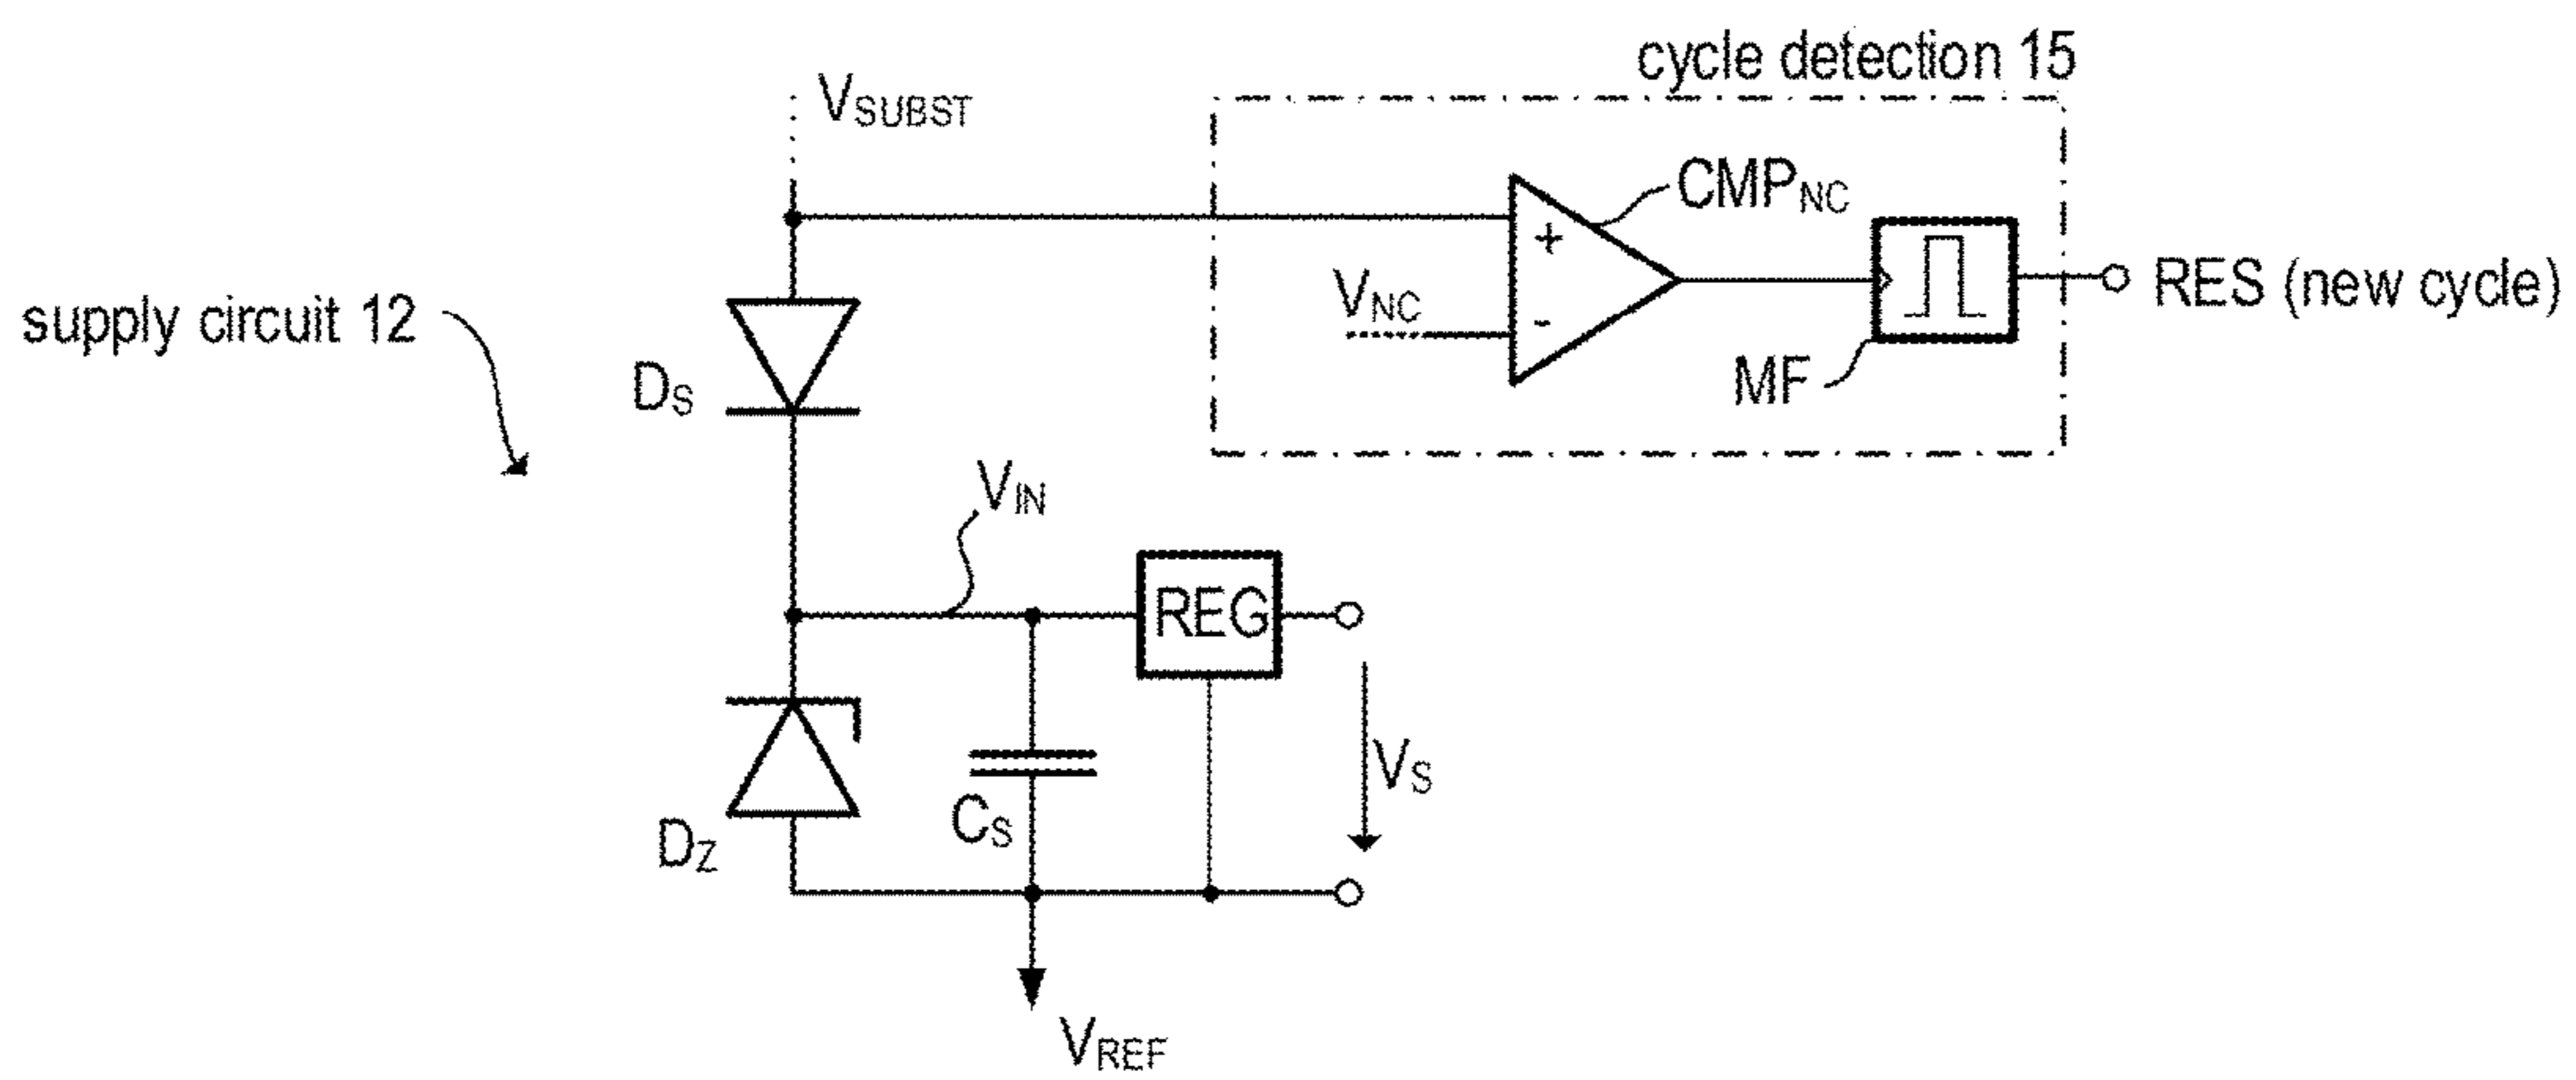 cycle detection 15
VSUBST
CMPNC
+
VNC
-
RES (new cycle)
MF
supply circuit 12
DS
VIN
REG
VS
CS
DZ
VREF